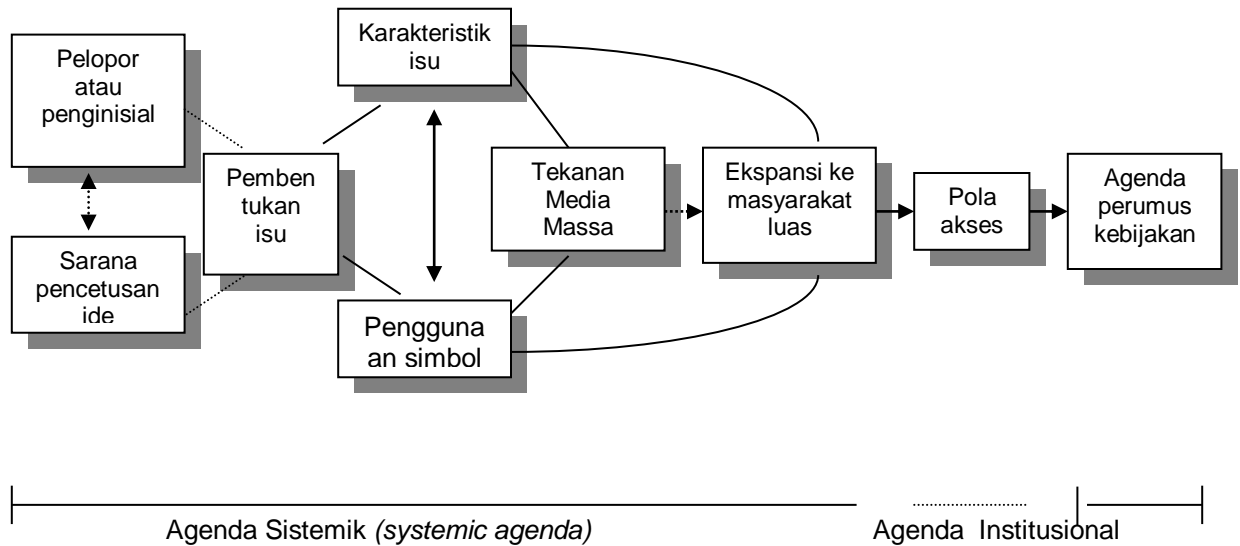 Pelopor
atau
penginisial
Sarana
pencetusan
ide
Pemben
tukan
isu
Karakteristik
isu
Pengguna
an simbol
Tekanan
Media
Massa
Ekspansi ke
masyarakat
luas
Pola
akses
Agenda
perumus
kebijakan
Agenda Sistemik (systemic agenda)
Agenda Institusional